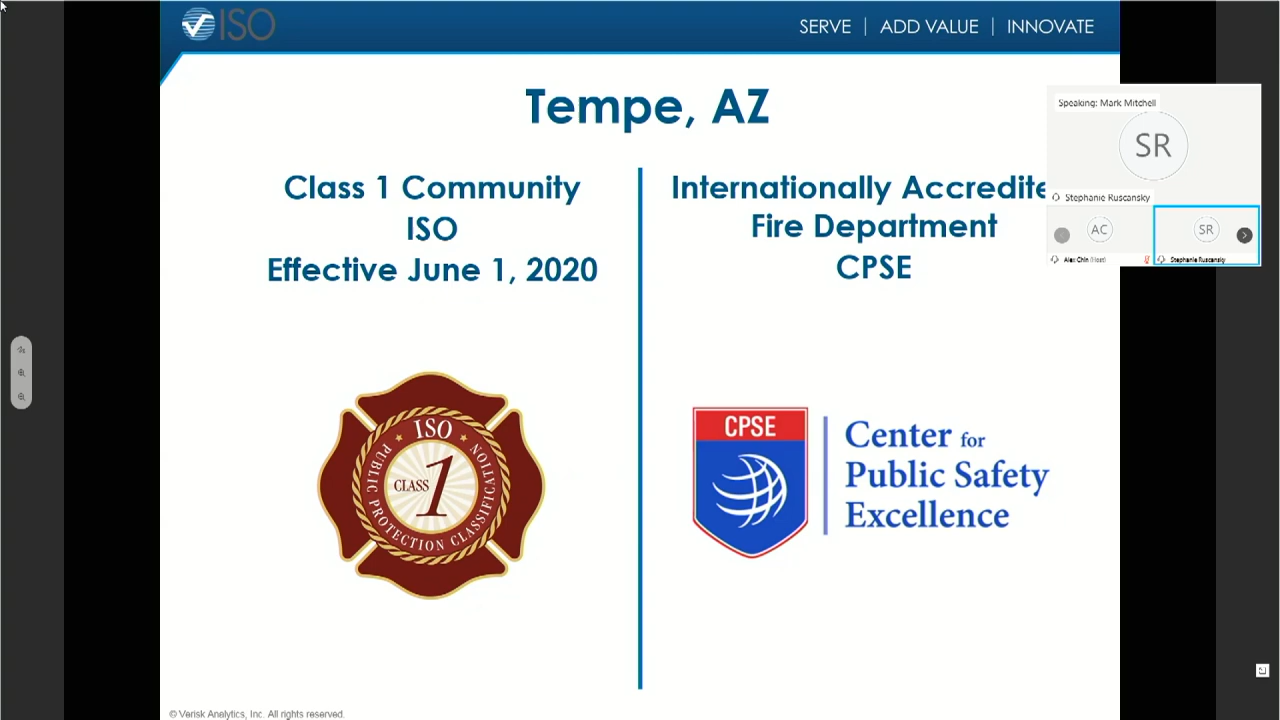 ISO
SERVE | ADD VALUE | INNOVATE
Tempe, AZ
Class 1 Community
ISO
Effective June 1, 2020
Internationally Accredite
Fire Department
CPSE
Speaking: Mark Mitchell
SR
Stephanie Ruscansky
AC
SR
Alex Chin (Host)
Stephanie Ruscansky
ISO
PUBLIC PROTECTION CLASSIFICATION
CLASS 1
CPSE
Center for
Public Safety
Excellence
© Verisk Analytics, Inc. All rights reserved.